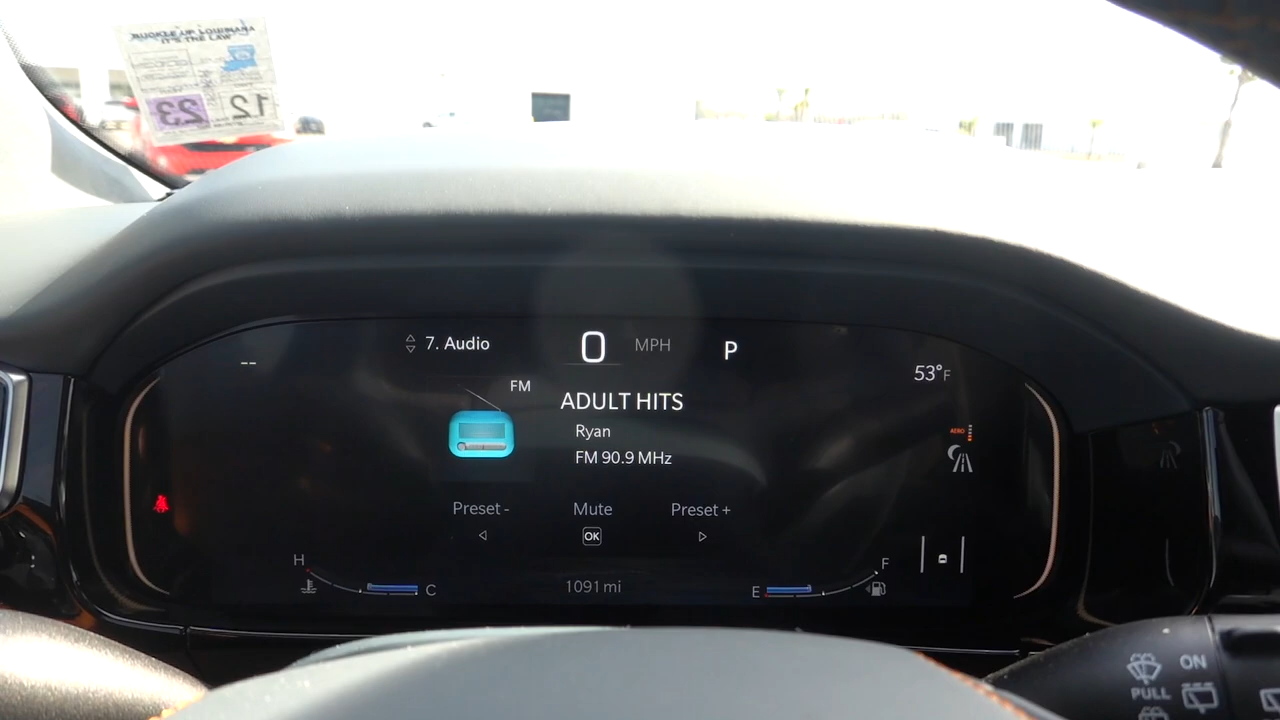 BUCKLE UP LOUISIANA
IT'S THE LAW
23 12
7. Audio
0 MPH P
--
53°F
FM
ADULT HITS
Ryan
FM 90.9 MHz
AERO
Preset - Mute Preset +
OK
H C
1091 mi
E F
ON
PULL